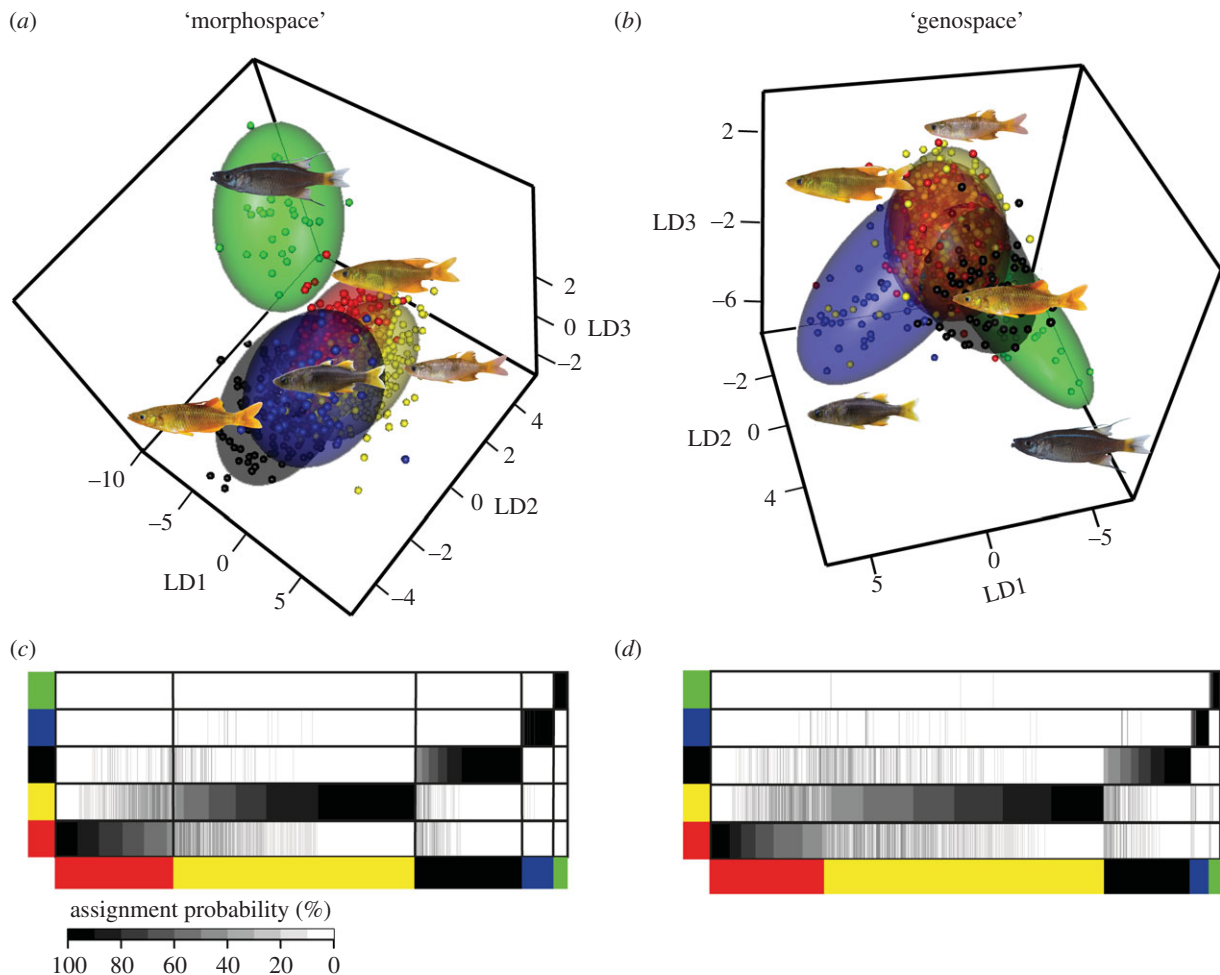 (a) 'morphospace'
(b) 'genospace'
2
0 LD3
–2
4
2
0 LD2
–2
–4
–10
–5
0
LD1
5
2
LD3 –2
–6
–2
LD2 0
4
5
0
–5
LD1
(c)
(d)
assignment probability (%)
100 80 60 40 20 0